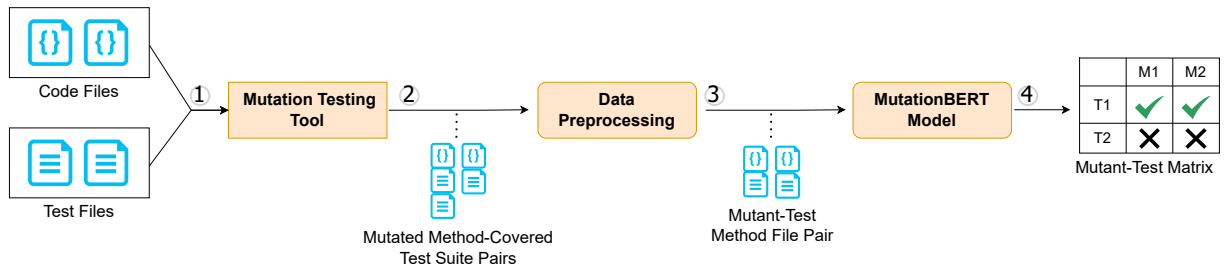 {} {}
Code Files
Test Files
1
Mutation Testing
Tool
2
{} {}
Mutated Method-Covered
Test Suite Pairs
Data
Preprocessing
3
{} {}
Mutant-Test
Method File Pair
MutationBERT
Model
4
M1 M2
T1
T2
Mutant-Test Matrix